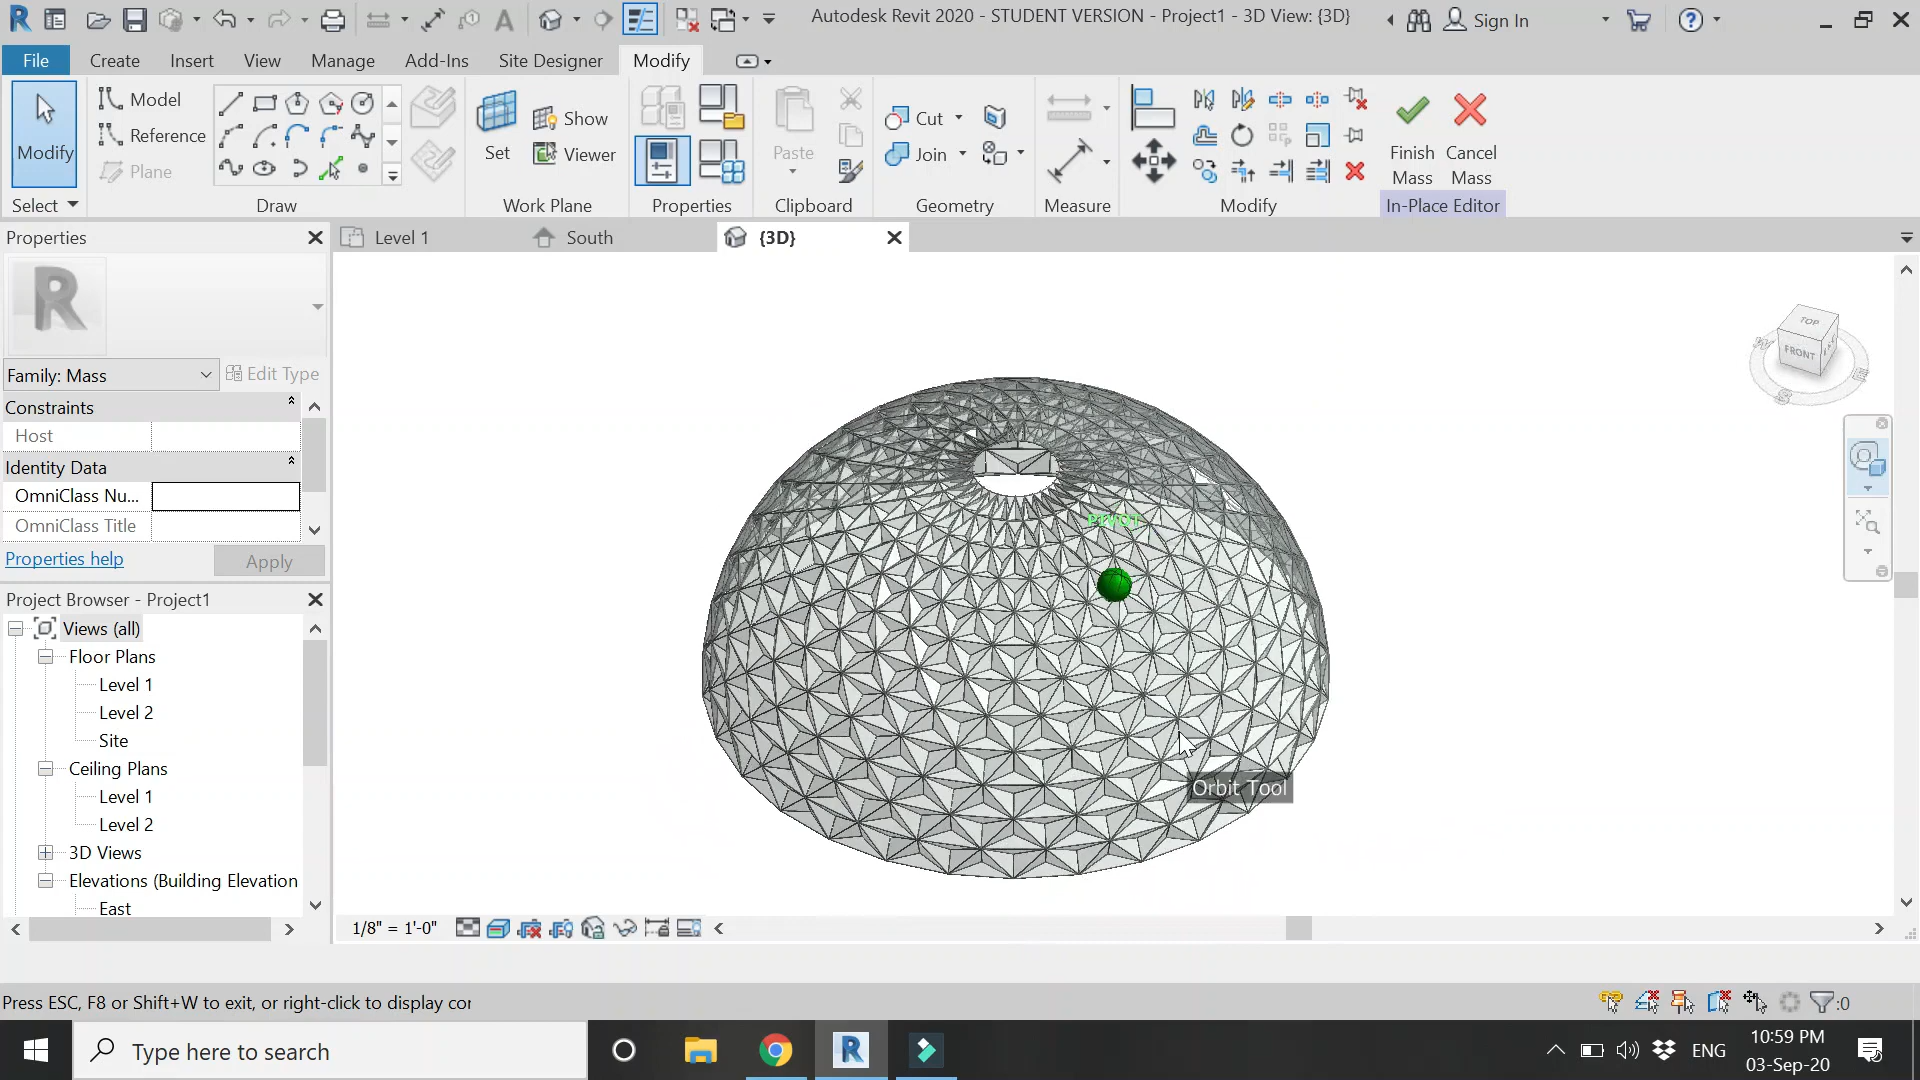 Autodesk Revit 2020 - STUDENT VERSION - Project1 - 3D View: {3D}
Sign In
File
Create
Insert
View
Manage
Add-Ins
Site Designer
Modify
Modify
Select
Model
Reference
Plane
Draw
Set
Show
Viewer
Work Plane
Properties
Paste
Clipboard
Cut
Join
Geometry
Measure
Modify
Finish Mass
Cancel Mass
In-Place Editor
Properties
Level 1
South
{3D}
Family: Mass
Edit Type
Constraints
Host
Identity Data
OmniClass Nu...
OmniClass Title
Properties help
Apply
Project Browser - Project1
Views (all)
Floor Plans
Level 1
Level 2
Site
Ceiling Plans
Level 1
Level 2
3D Views
Elevations (Building Elevation
East
TOP
FRONT
W
S
E
PIVOT
Orbit Tool
1/8" = 1'-0"
Press ESC, F8 or Shift+W to exit, or right-click to display cor
:0
Type here to search
ENG
10:59 PM
03-Sep-20